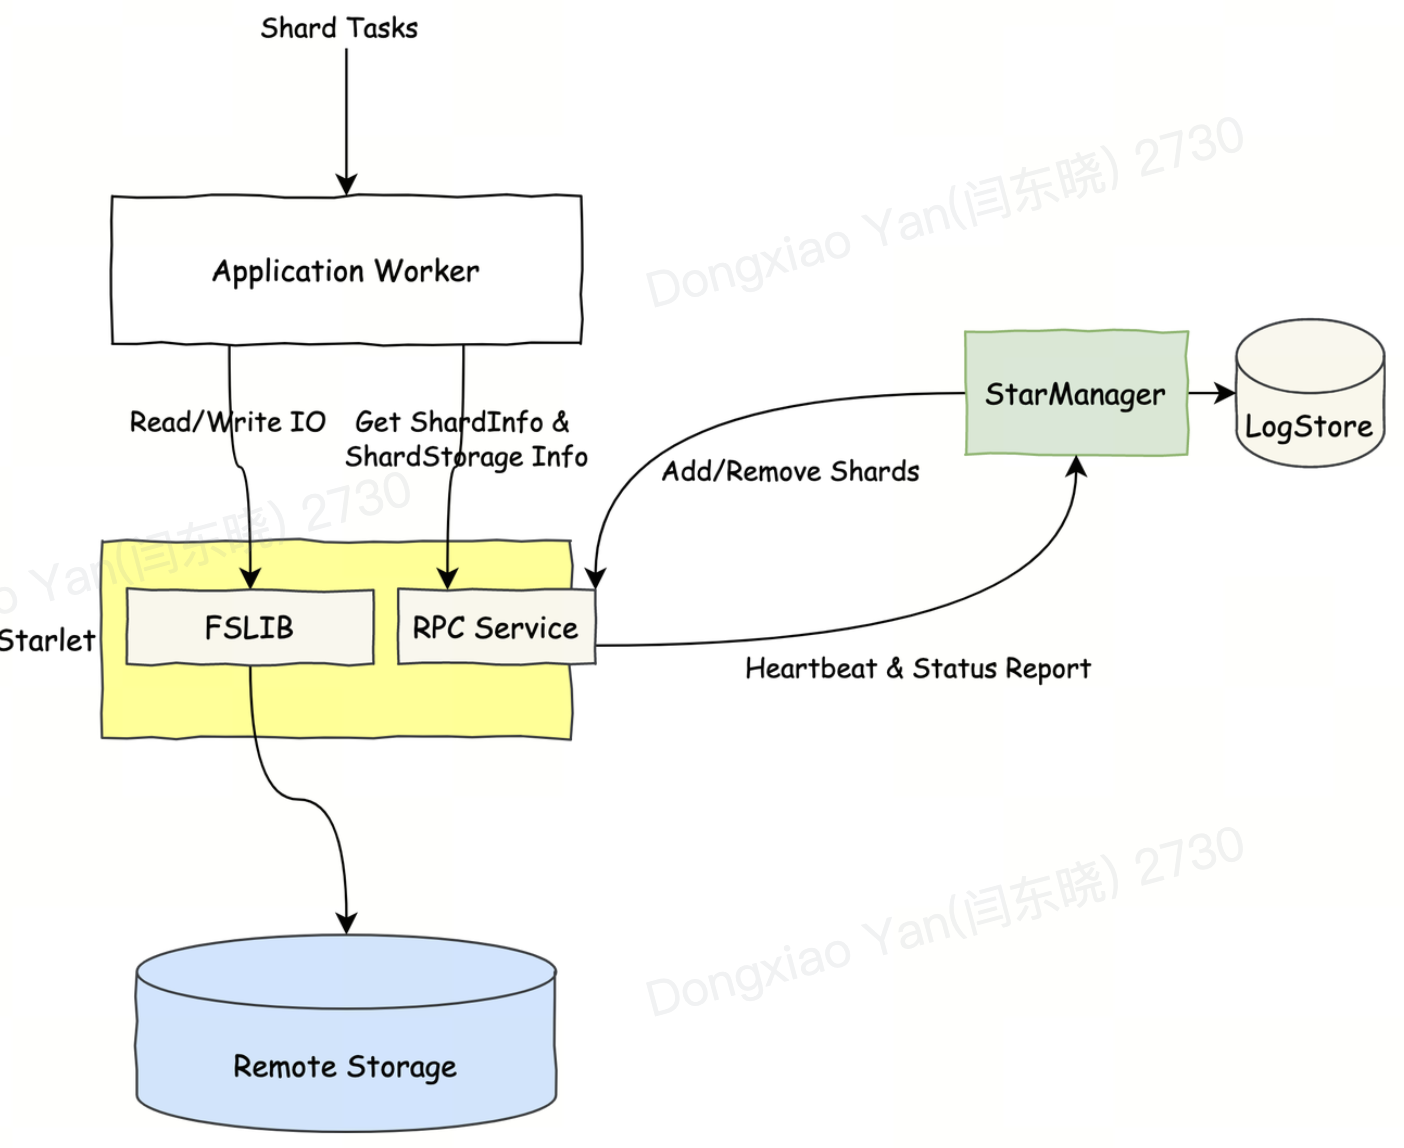 Shard Tasks
Dongxiao Yan(闫东晓) 2730
Application Worker
StarManager
LogStore
Read/Write IO
Get ShardInfo &
ShardStorage Info
Add/Remove Shards
o Yan(闫东晓) 2730
Starlet
FSLIB
RPC Service
Heartbeat & Status Report
Dongxiao Yan(闫东晓) 2730
Remote Storage